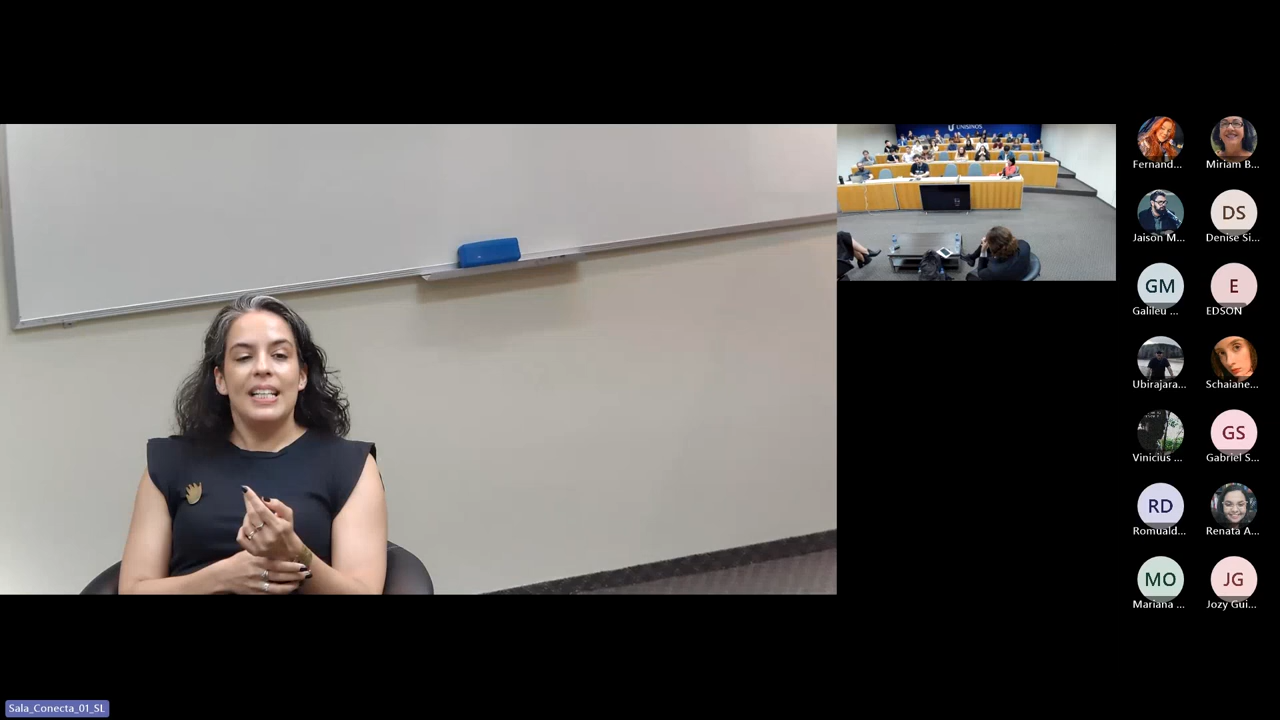 UNISINOS
Fernand...
Miriam B...
Jaison M...
DS
Denise Si...
GM
Galileu ...
E
EDSON
Ubirajara...
Schaiane...
Vinicius ...
GS
Gabriel S...
RD
Romuald...
Renata A...
MO
Mariana ...
JG
Jozy Gui...
Sala_Conecta_01_SL